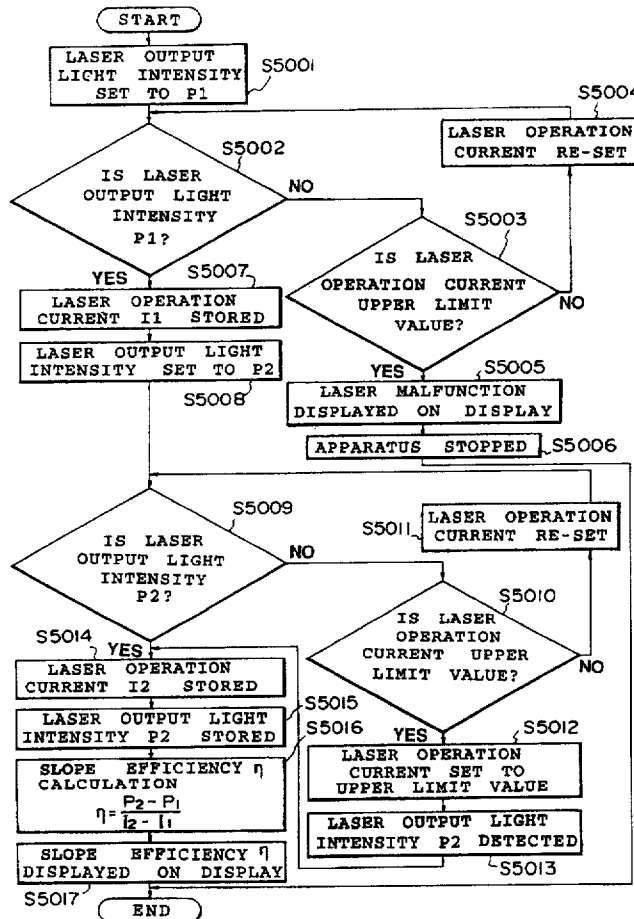 START
LASER OUTPUT
LIGHT INTENSITY
SET TO P1
S5001
S5004
LASER OPERATION
CURRENT RE-SET
S5002
IS LASER
OUTPUT LIGHT
INTENSITY
P1?
NO
S5003
IS LASER
OPERATION CURRENT
UPPER LIMIT
VALUE?
NO
YES
S5007
LASER OPERATION
CURRENT I1 STORED
LASER OUTPUT LIGHT
INTENSITY SET TO P2
S5008
YES
S5005
LASER MALFUNCTION
DISPLAYED ON DISPLAY
APPARATUS STOPPED
S5006
S5009
IS LASER
OUTPUT LIGHT
INTENSITY
P2?
NO
S5011
LASER OPERATION
CURRENT RE-SET
S5010
IS LASER
OPERATION
CURRENT UPPER
LIMIT VALUE?
NO
S5014
YES
LASER OPERATION
CURRENT I2 STORED
S5015
LASER OUTPUT LIGHT
INTENSITY P2 STORED
S5016
SLOPE EFFICIENCY η
CALCULATION
η = (P2 - P1) / (I2 - I1)
SLOPE EFFICIENCY η
DISPLAYED ON DISPLAY
S5017
YES
S5012
LASER OPERATION
CURRENT SET TO
UPPER LIMIT VALUE
LASER OUTPUT LIGHT
INTENSITY P2 DETECTED
S5013
END